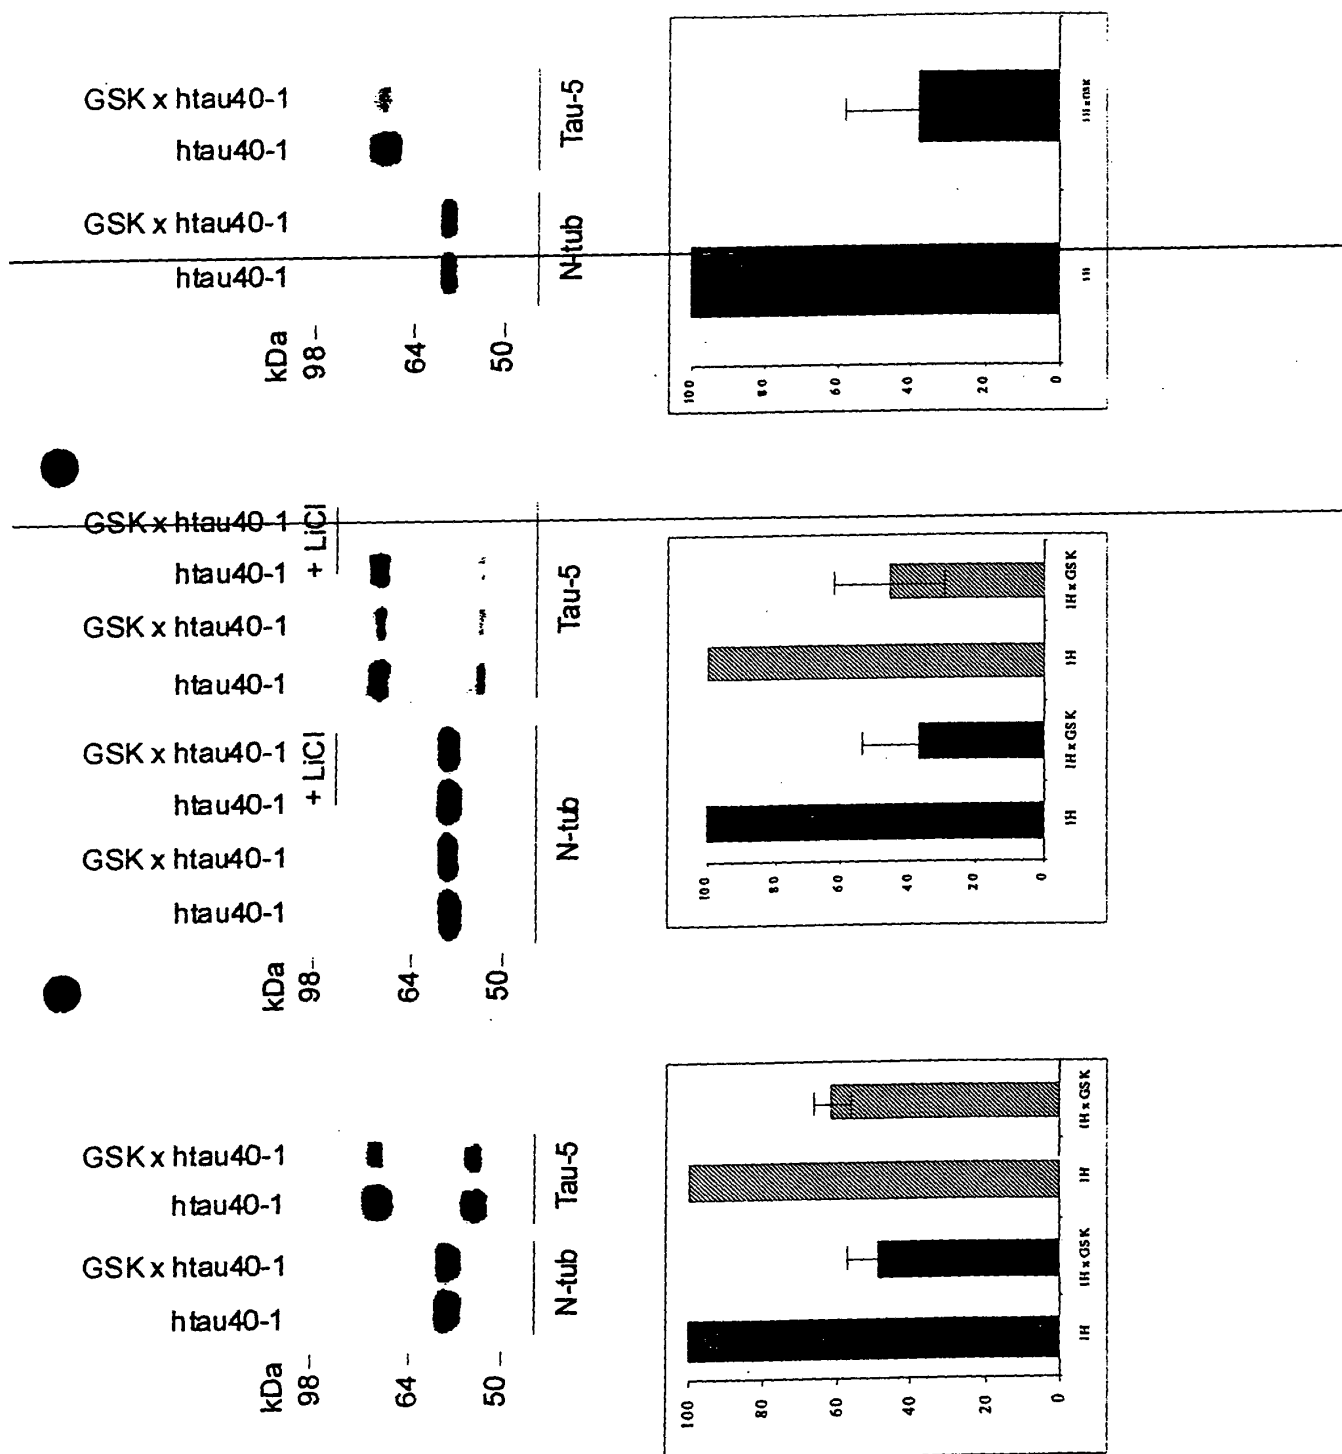 GSK x htau40-1
htau40-1
GSK x htau40-1
htau40-1
kDa
98-
64-
50-
Tau-5
N-tub
100
80
60
40
20
0
1H x GSK
1H
GSK x htau40-1
htau40-1
+ LiCl
GSK x htau40-1
htau40-1
GSK x htau40-1
htau40-1
+ LiCl
GSK x htau40-1
htau40-1
kDa
98-
64-
50-
Tau-5
N-tub
100
80
60
40
20
0
1H x GSK
1H
1H x GSK
1H
GSK x htau40-1
htau40-1
GSK x htau40-1
htau40-1
kDa
98-
64-
50-
Tau-5
N-tub
100
80
60
40
20
0
1H x GSK
1H
1H x GSK
1H